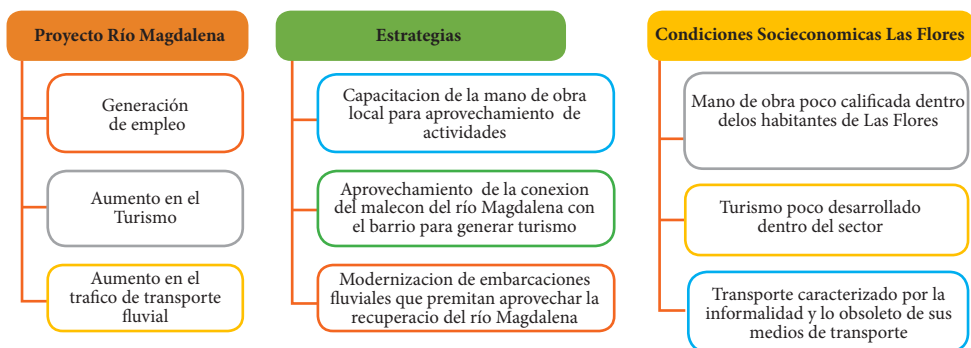 Proyecto Río Magdalena
Generación
de empleo
Aumento en el
Turismo
Aumento en el
trafico de transporte
fluvial
Estrategias
Capacitacion de la mano de obra
local para aprovechamiento de
actividades
Aprovechamiento de la conexion
del malecon del río Magdalena con
el barrio para generar turismo
Modernizacion de embarcaciones
fluviales que premitan aprovechar la
recuperacio del río Magdalena
Condiciones Socieconomicas Las Flores
Mano de obra poco calificada dentro
delos habitantes de Las Flores
Turismo poco desarrollado
dentro del sector
Transporte caracterizado por la
informalidad y lo obsoleto de sus
medios de transporte